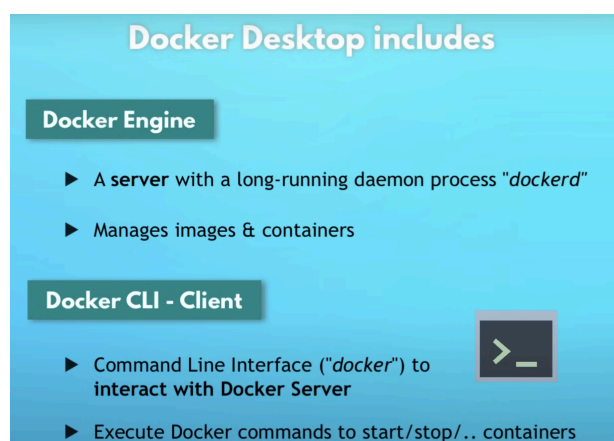 Docker Desktop includes
Docker Engine
▶ A server with a long-running daemon process "dockerd"
▶ Manages images & containers
Docker CLI - Client
▶ Command Line Interface ("docker") to
interact with Docker Server
>_
▶ Execute Docker commands to start/stop/.. containers